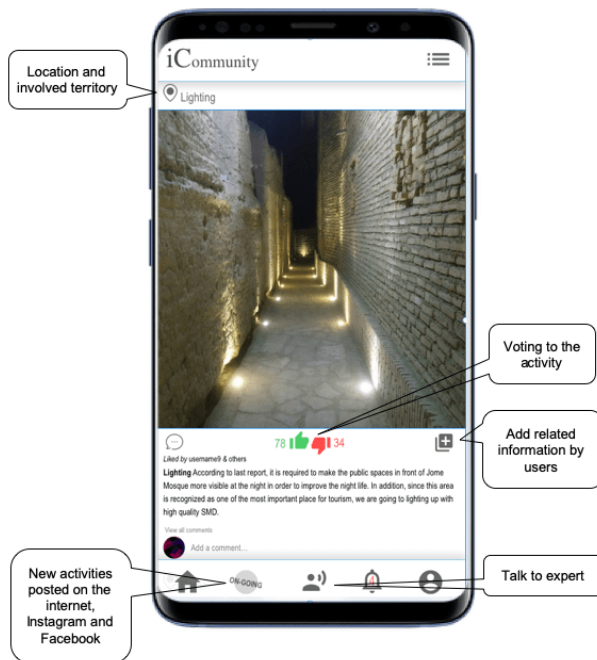 iCommunity
Location and
involved territory
Lighting
Voting to the
activity
78
34
Add related
information by
users
Liked by username9 & others
Lighting According to last report, it is required to make the public spaces in front of Jome
Mosque more visible at the night in order to improve the night life. In addition, since this area
is recognized as one of the most important place for tourism, we are going to lighting up with
high quality SMD.
View all comments
Add a comment...
New activities
posted on the
internet,
Instagram and
Facebook
ON-GOING
4
Talk to expert